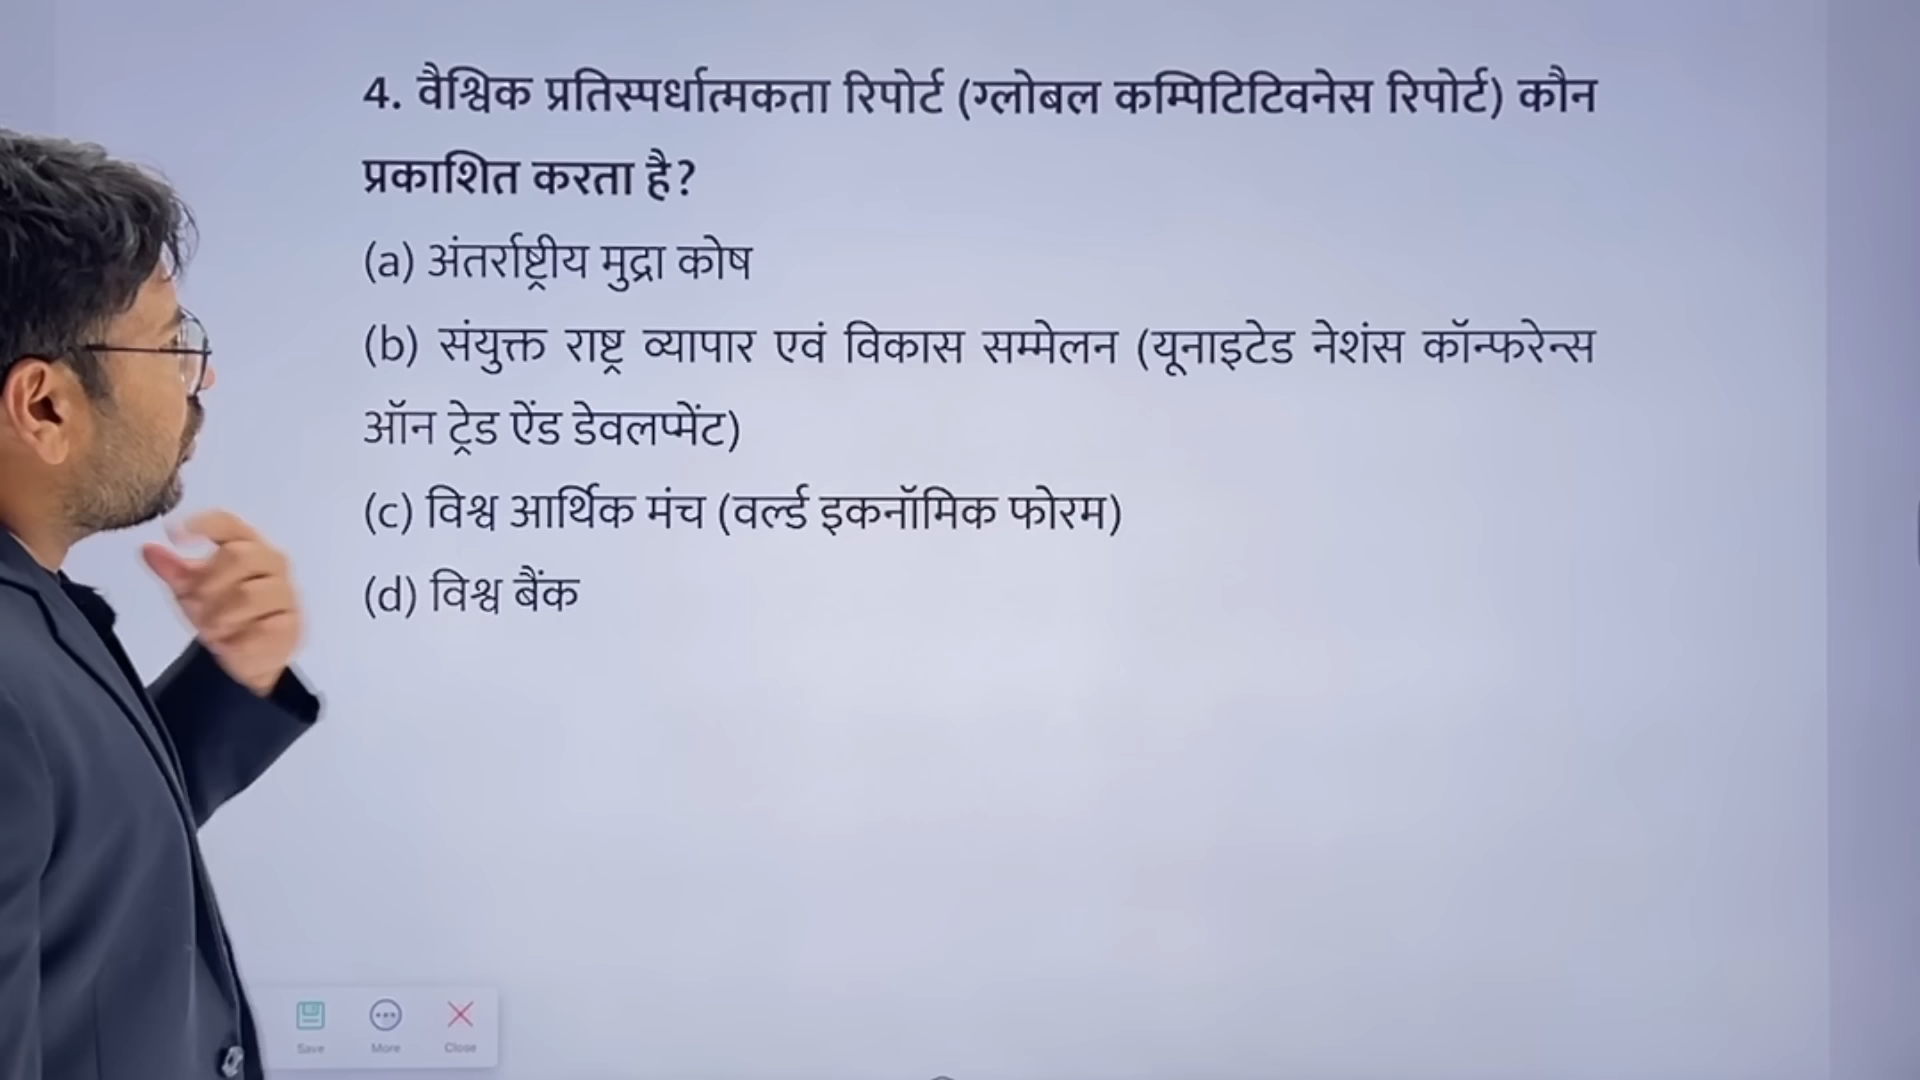 4. वैश्विक प्रतिस्पर्धात्मकता रिपोर्ट (ग्लोबल कम्पिटिटिवनेस रिपोर्ट) कौन
प्रकाशित करता है?
(a) अंतर्राष्ट्रीय मुद्रा कोष
(b) संयुक्त राष्ट्र व्यापार एवं विकास सम्मेलन (यूनाइटेड नेशंस कॉन्फरेन्स
ऑन ट्रेड ऐंड डेवलप्मेंट)
(c) विश्व आर्थिक मंच (वर्ल्ड इकनॉमिक फोरम)
(d) विश्व बैंक
Save More Close